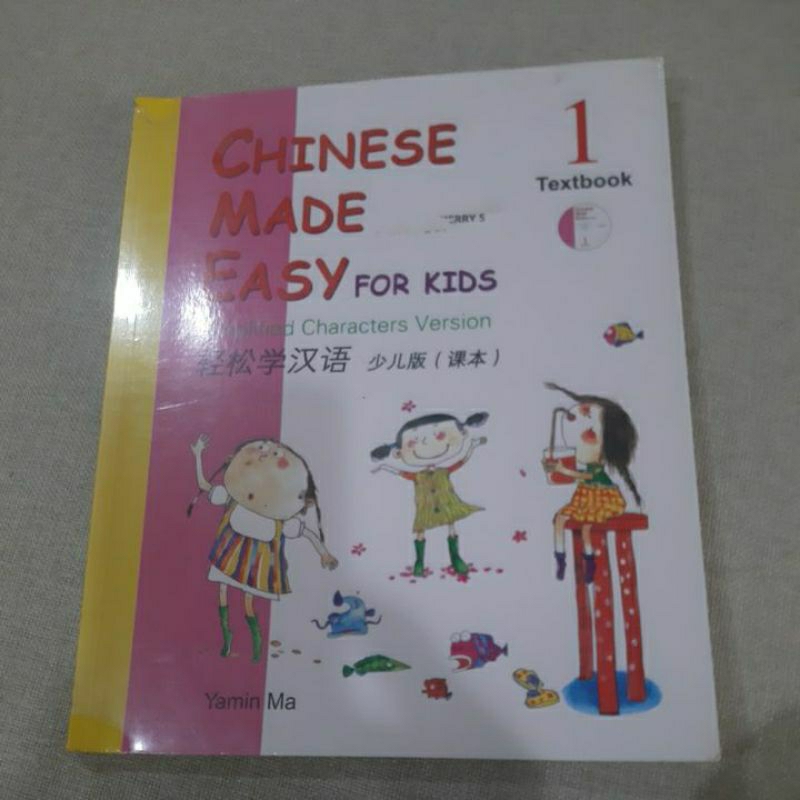 CHINESE
MADE
EASY FOR KIDS
1
Textbook
Simplified Characters Version
轻松学汉语 少儿版（课本）
Yamin Ma